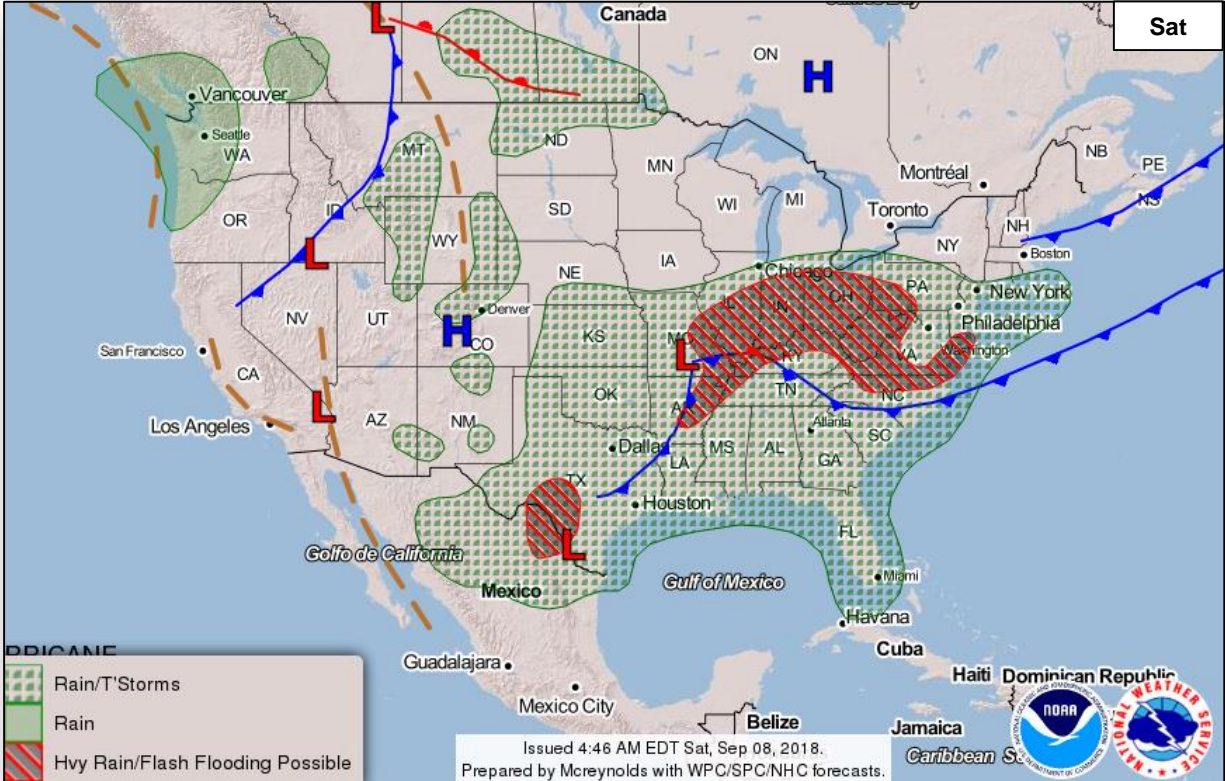 Canada
Sat
ON
H
L
Vancouver
Seattle
WA
MT
ND
MN
NB
PE
Montréal
NS
OR
ID
SD
WI
MI
Toronto
NH
L
WY
NY
Boston
IA
Chicago
NE
PA
New York
NV
UT
Denver
IN
OH
Philadelphia
H
CO
KS
MO
San Francisco
L
KY
VA
Washington
CA
OK
TN
NC
L
AZ
NM
AR
Atlanta
Los Angeles
Dallas
MS
AL
SC
LA
GA
TX
Houston
FL
L
Golfo de California
Gulf of Mexico
Miami
Mexico
Havana
Cuba
Guadalajara
Haiti
Dominican Republic
Mexico City
Belize
Jamaica
Rain/T'Storms
Rain
Hvy Rain/Flash Flooding Possible
Issued 4:46 AM EDT Sat, Sep 08, 2018.
Prepared by Mcreynolds with WPC/SPC/NHC forecasts.
Caribbean
NOAA
NATIONAL WEATHER SERVICE